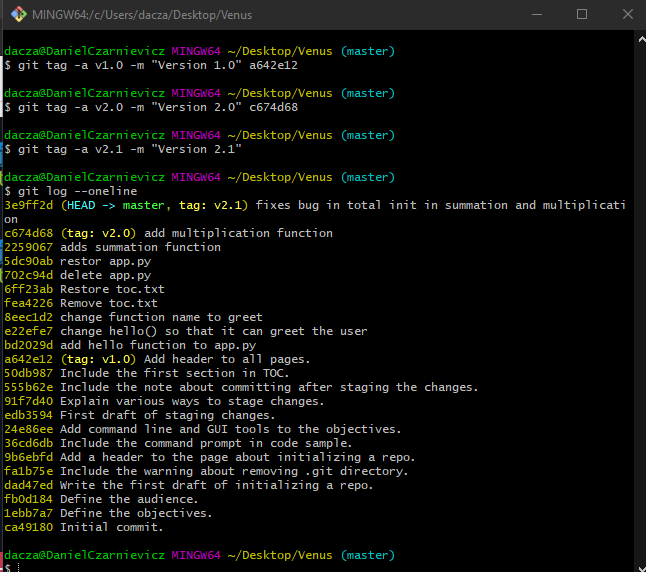 MINGW64:/c/Users/dacza/Desktop/Venus
dacza@DanielCzarnievicz MINGW64 ~/Desktop/Venus (master)
$ git tag -a v1.0 -m "Version 1.0" a642e12
dacza@DanielCzarnievicz MINGW64 ~/Desktop/Venus (master)
$ git tag -a v2.0 -m "Version 2.0" c674d68
dacza@DanielCzarnievicz MINGW64 ~/Desktop/Venus (master)
$ git tag -a v2.1 -m "Version 2.1"
dacza@DanielCzarnievicz MINGW64 ~/Desktop/Venus (master)
$ git log --oneline
3e9ff2d (HEAD -> master, tag: v2.1) fixes bug in total init in summation and multiplicati
on
c674d68 (tag: v2.0) add multiplication function
2259067 adds summation function
5dc90ab restor app.py
702c94d delete app.py
6ff23ab Restore toc.txt
fea4226 Remove toc.txt
8eec1d2 change function name to greet
e22efe7 change hello() so that it can greet the user
bd2029d add hello function to app.py
a642e12 (tag: v1.0) Add header to all pages.
50db987 Include the first section in TOC.
555b62e Include the note about committing after staging the changes.
91f7d40 Explain various ways to stage changes.
edb3594 First draft of staging changes.
24e86ee Add command line and GUI tools to the objectives.
36cd6db Include the command prompt in code sample.
9b6ebfd Add a header to the page about initializing a repo.
fa1b75e Include the warning about removing .git directory.
dad47ed Write the first draft of initializing a repo.
fb0d184 Define the audience.
1ebb7a7 Define the objectives.
ca49180 Initial commit.
dacza@DanielCzarnievicz MINGW64 ~/Desktop/Venus (master)
$